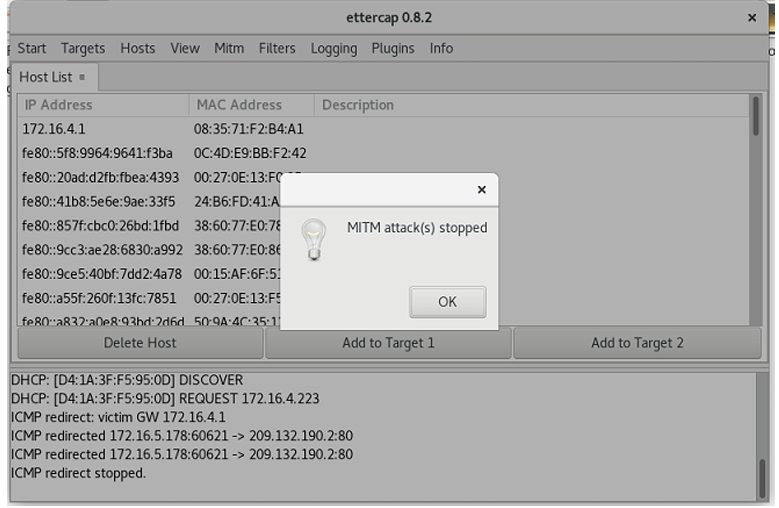 ettercap 0.8.2
Start Targets Hosts View Mitm Filters Logging Plugins Info
Host List
IP Address MAC Address Description
172.16.4.1 08:35:71:F2:B4:A1
fe80::5f8:9964:9641:f3ba 0C:4D:E9:BB:F2:42
fe80::20ad:d2fb:fbea:4393 00:27:0E:13:F0
fe80::41b8:5e6e:9ae:33f5 24:B6:FD:41:A
fe80::857f:cbc0:26bd:1fbd 38:60:77:E0:78
fe80::9cc3:ae28:6830:a992 38:60:77:E0:86
fe80::9ce5:40bf:7dd2:4a78 00:15:AF:6F:51
fe80::a55f:260f:13fc:7851 00:27:0E:13:F5
fe80::a832:a0e8:93bd:2d6d 50:9A:4C:35:1
MITM attack(s) stopped
OK
Delete Host Add to Target 1 Add to Target 2
DHCP: [D4:1A:3F:F5:95:0D] DISCOVER
DHCP: [D4:1A:3F:F5:95:0D] REQUEST 172.16.4.223
ICMP redirect: victim GW 172.16.4.1
ICMP redirected 172.16.5.178:60621 -> 209.132.190.2:80
ICMP redirected 172.16.5.178:60621 -> 209.132.190.2:80
ICMP redirect stopped.